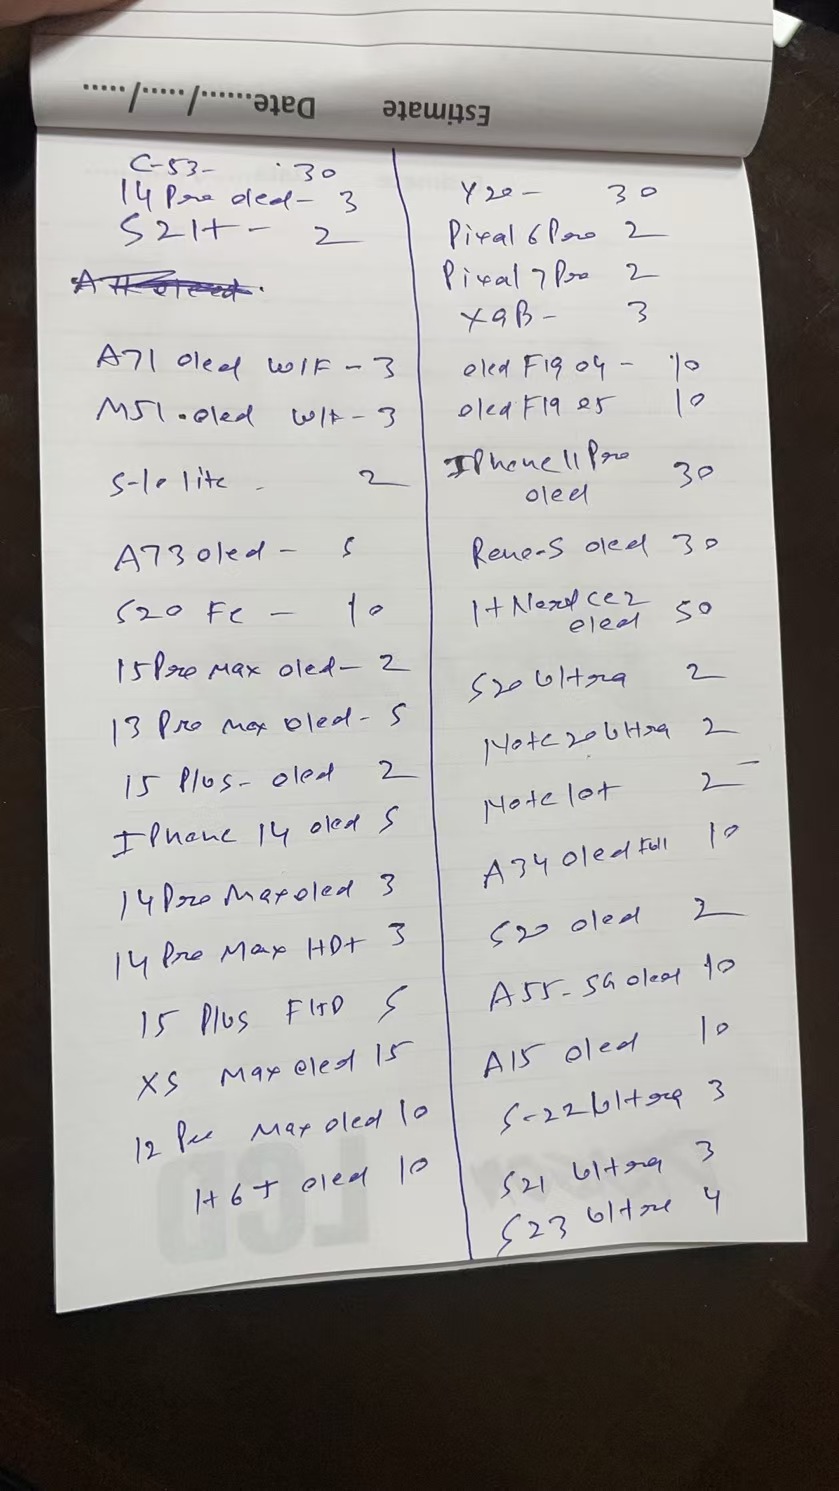 Estimate Date....../...../.....
C-53- 30
14 Pro oled- 3
S21+ - 2
A71 oled W/F - 3
M51.oled W/F - 3
S-10 lite - 2
A73 oled - 5
S20 Fe - 10
15 Pro Max oled - 2
13 Pro Max oled - 5
15 Plus - oled 2
IPhone 14 oled 5
14 Pro Max oled 3
14 Pro Max HD+ 3
15 Plus FHD 5
XS Max oled 15
12 Pro Max oled 10
1+ 6T oled 10
Y20 - 30
Pixal 6 Pro 2
Pixal 7 Pro 2
X9B - 3
oled F19 04 - 10
oled F19 05 10
IPhone 11 Pro
oled 30
Reno-5 oled 30
1+ Nord ce2
oled 50
S20 Ultra 2
Note 20 Ultra 2
Note 10+ 2
A34 oled Full 10
S20 oled 2
A55-5G oled 10
A15 oled 10
S-22 Ultra 3
S21 Ultra 3
S23 Ultra 4
LCD